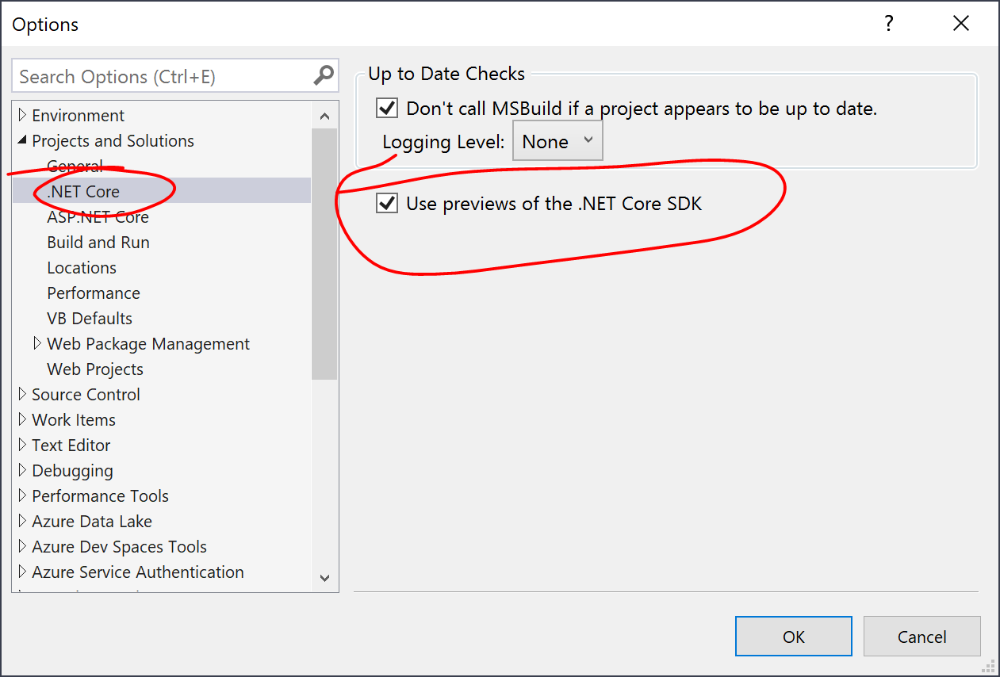 Options
?
Search Options (Ctrl+E)
Environment
Projects and Solutions
General
.NET Core
ASP.NET Core
Build and Run
Locations
Performance
VB Defaults
Web Package Management
Web Projects
Source Control
Work Items
Text Editor
Debugging
Performance Tools
Azure Data Lake
Azure Dev Spaces Tools
Azure Service Authentication
Up to Date Checks
Don't call MSBuild if a project appears to be up to date.
Logging Level: None
Use previews of the .NET Core SDK
OK
Cancel